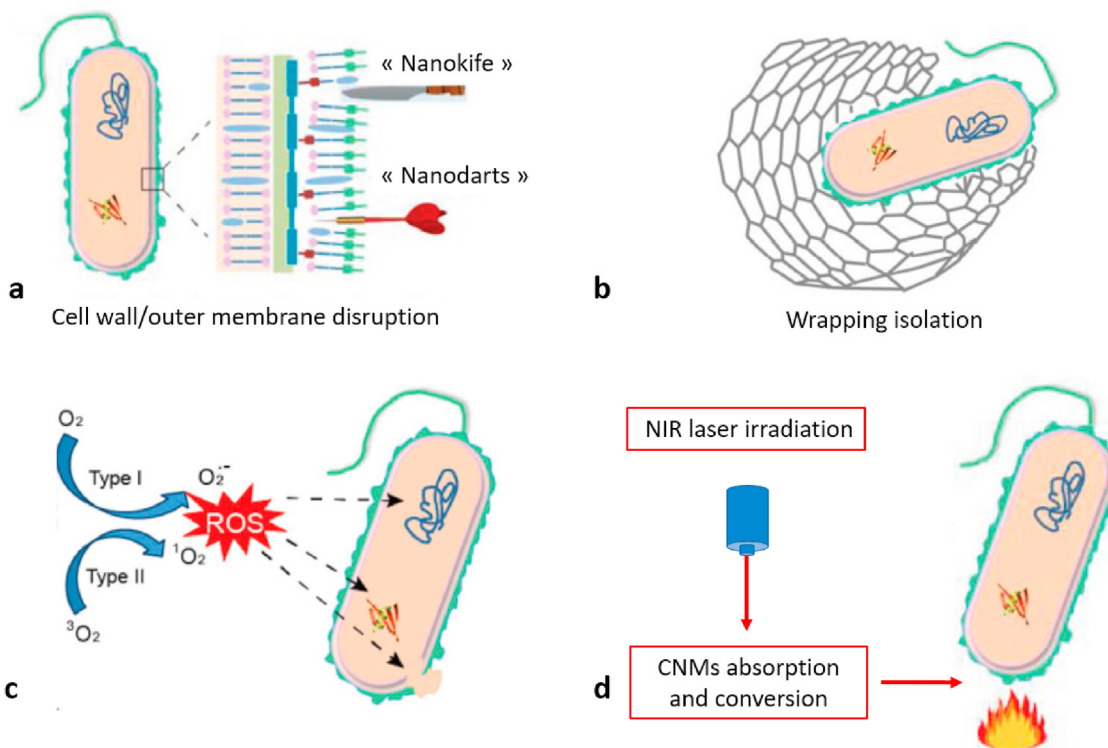 « Nanokife »
« Nanodarts »
a
Cell wall/outer membrane disruption
b
Wrapping isolation
O₂
Type I
O₂·⁻
ROS
¹O₂
Type II
³O₂
c
NIR laser irradiation
CNMs absorption
and conversion
d